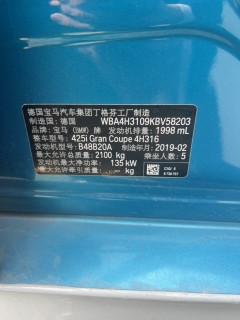 德国宝马汽车集团丁格芬工厂制造
制造国: 德国 WBA4H3109KBV58203
品牌: 宝马 (BMW) 牌 发动机排量: 1998 mL
整车型号: 425i Gran Coupe 4H316
发动机型号: B48B20A 制造年月: 2019-02
最大允许总质量: 2100 kg 乘坐人数: 5
发动机最大净功率: 135 kW
最大允许牵引质量: - kg